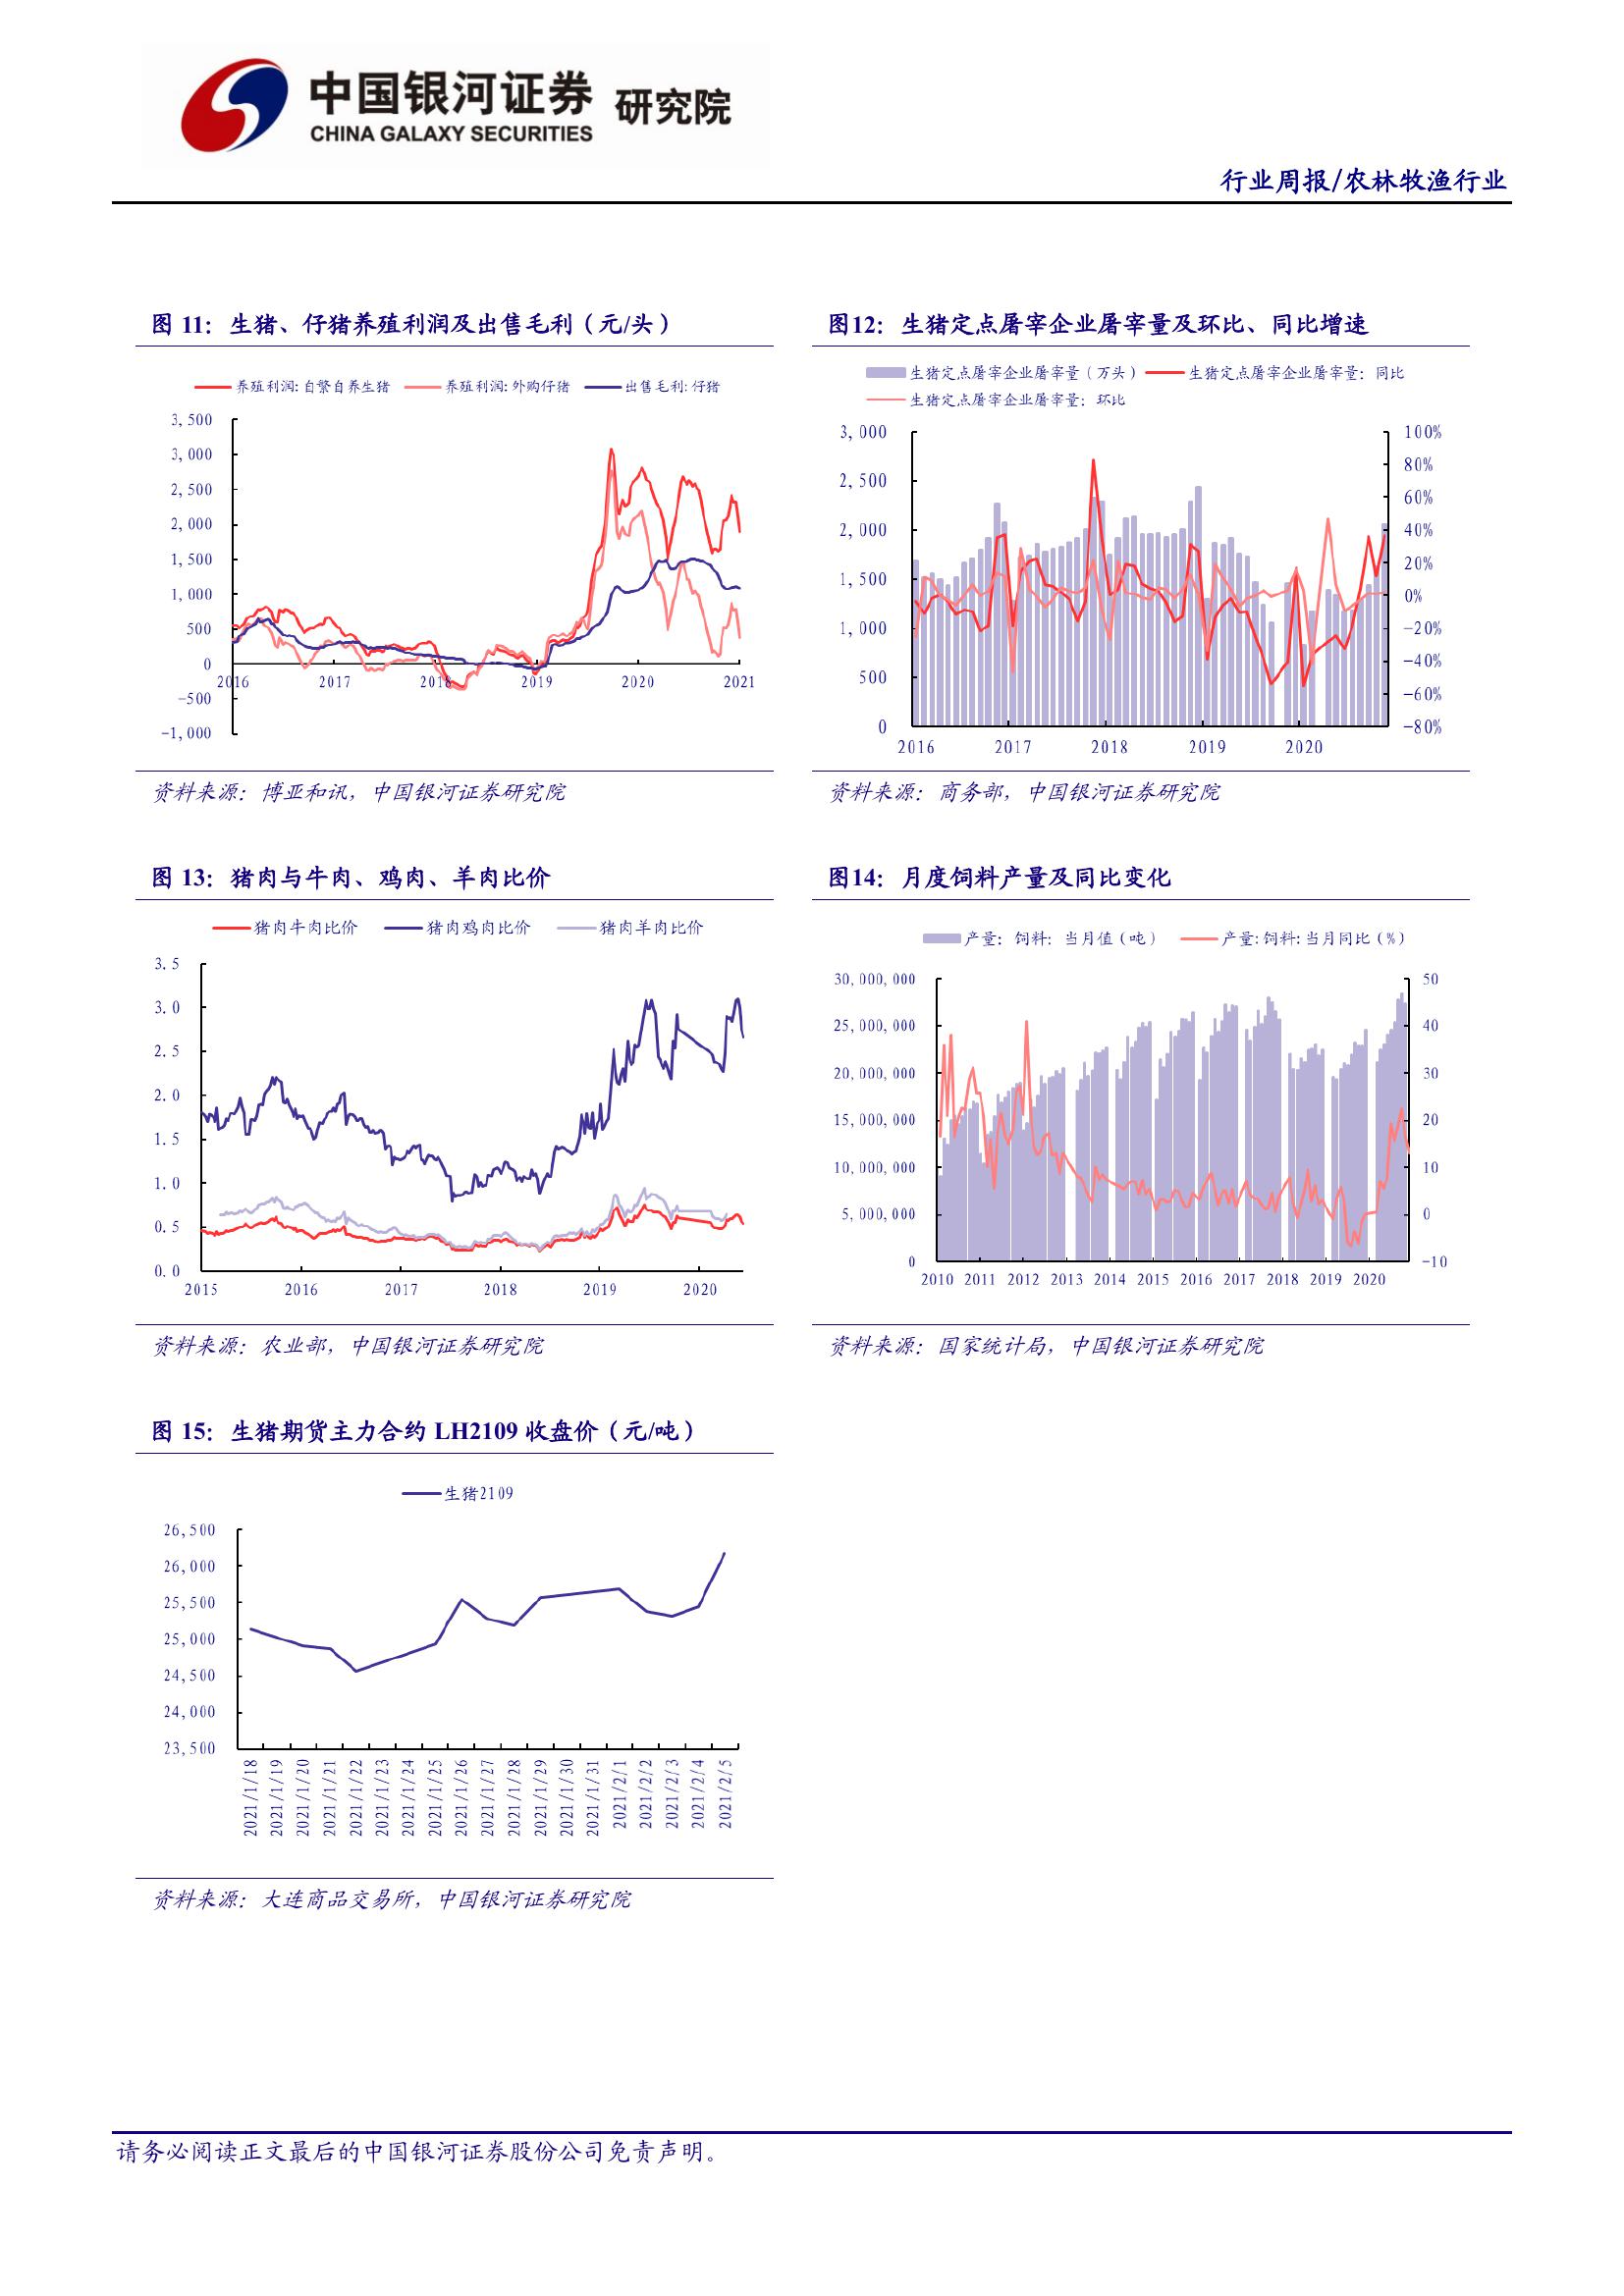 中国银河证券 研究院
CHINA GALAXY SECURITIES
行业周报/农林牧渔行业
图 11：生猪、仔猪养殖利润及出售毛利（元/头）
养殖利润:自繁自养生猪 养殖利润:外购仔猪 出售毛利:仔猪
3,500
3,000
2,500
2,000
1,500
1,000
500
0
-500
-1,000
2016 2017 2018 2019 2020 2021
资料来源：博亚和讯，中国银河证券研究院
图12：生猪定点屠宰企业屠宰量及环比、同比增速
生猪定点屠宰企业屠宰量（万头） 生猪定点屠宰企业屠宰量：同比
生猪定点屠宰企业屠宰量：环比
3,000 100%
80%
2,500
60%
2,000 40%
20%
1,500
0%
1,000 -20%
-40%
500
-60%
0 -80%
2016 2017 2018 2019 2020
资料来源：商务部，中国银河证券研究院
图 13：猪肉与牛肉、鸡肉、羊肉比价
猪肉牛肉比价 猪肉鸡肉比价 猪肉羊肉比价
3.5
3.0
2.5
2.0
1.5
1.0
0.5
0.0
2015 2016 2017 2018 2019 2020
资料来源：农业部，中国银河证券研究院
图14：月度饲料产量及同比变化
产量：饲料：当月值（吨） 产量:饲料:当月同比（%）
30,000,000 50
25,000,000 40
20,000,000 30
15,000,000 20
10,000,000 10
5,000,000 0
0 -10
2010 2011 2012 2013 2014 2015 2016 2017 2018 2019 2020
资料来源：国家统计局，中国银河证券研究院
图 15：生猪期货主力合约 LH2109 收盘价（元/吨）
生猪2109
26,500
26,000
25,500
25,000
24,500
24,000
23,500
2021/1/18 2021/1/19 2021/1/20 2021/1/21 2021/1/22 2021/1/23 2021/1/24 2021/1/25 2021/1/26 2021/1/27 2021/1/28 2021/1/29 2021/1/30 2021/1/31 2021/2/1 2021/2/2 2021/2/3 2021/2/4 2021/2/5
资料来源：大连商品交易所，中国银河证券研究院
请务必阅读正文最后的中国银河证券股份公司免责声明。